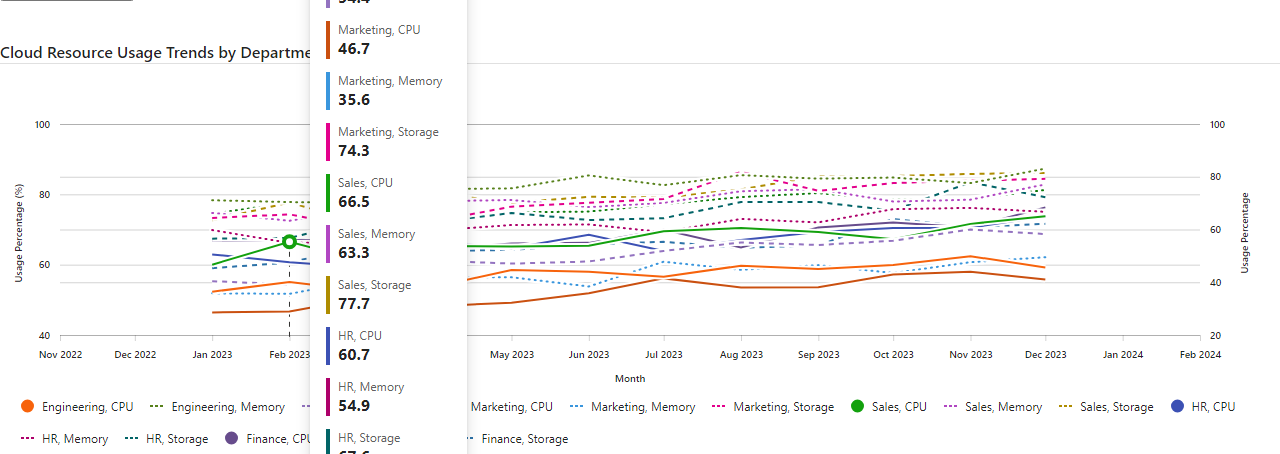 Marketing, CPU
46.7
Marketing, Memory
35.6
Marketing, Storage
74.3
Sales, CPU
66.5
Sales, Memory
63.3
Sales, Storage
77.7
HR, CPU
60.7
HR, Memory
54.9
HR, Storage
Cloud Resource Usage Trends by
Usage Percentage (%)
100
80
60
40
100
80
60
40
20
Usage Percentage
Nov 2022 Dec 2022 Jan 2023 Feb 2023 May 2023 Jun 2023 Jul 2023 Aug 2023 Sep 2023 Oct 2023 Nov 2023 Dec 2023 Jan 2024 Feb 2024
Month
Engineering, CPU Engineering, Memory Marketing, CPU Marketing, Memory Marketing, Storage Sales, CPU Sales, Memory Sales, Storage HR, CPU
HR, Memory HR, Storage Finance, CPU Finance, Storage